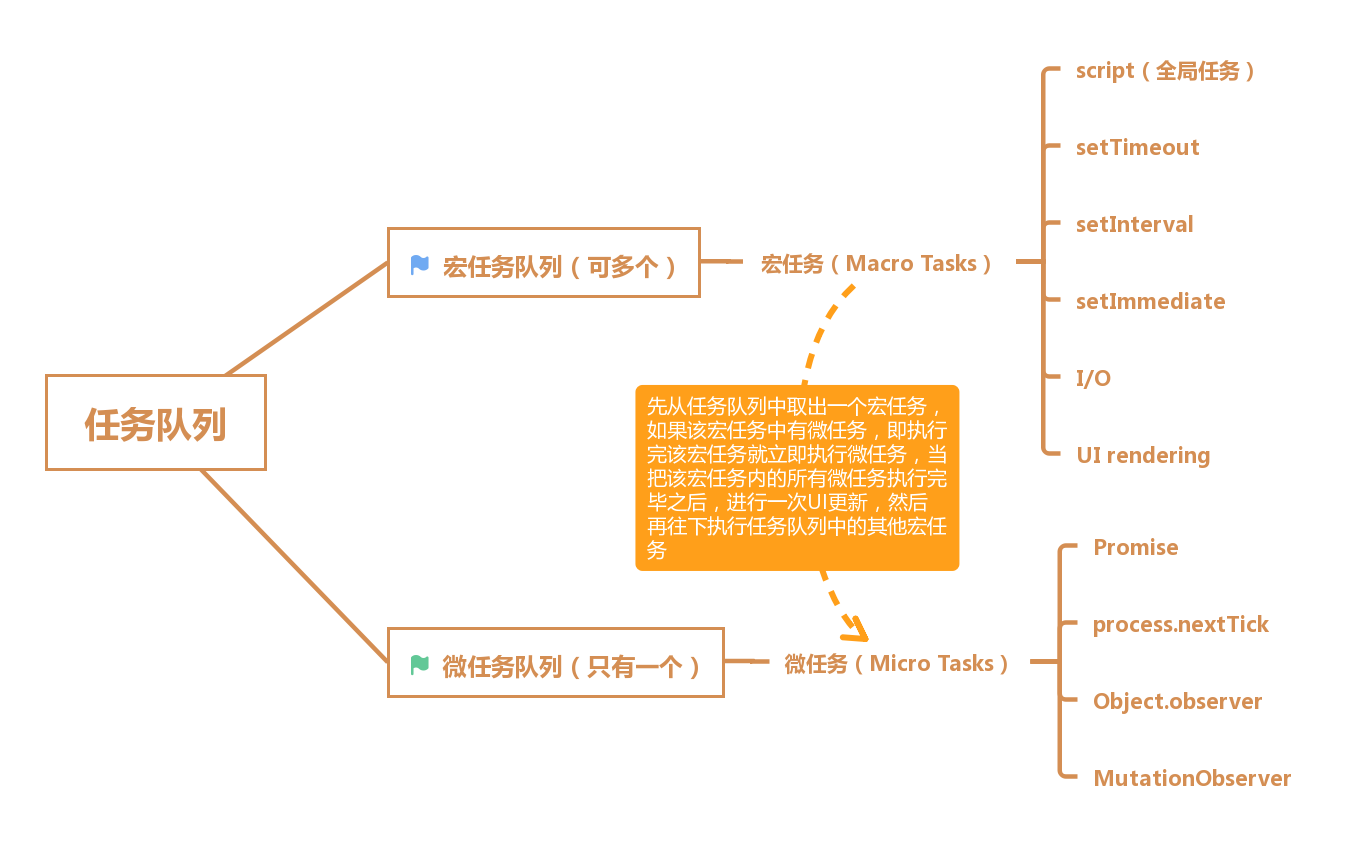 任务队列
宏任务队列（可多个）
宏任务（Macro Tasks）
script（全局任务）
setTimeout
setInterval
setImmediate
I/O
UI rendering
先从任务队列中取出一个宏任务，
如果该宏任务中有微任务，即执行
完该宏任务就立即执行微任务，当
把该宏任务内的所有微任务执行完
毕之后，进行一次UI更新，然后
再往下执行任务队列中的其他宏任
务
微任务队列（只有一个）
微任务（Micro Tasks）
Promise
process.nextTick
Object.observer
MutationObserver